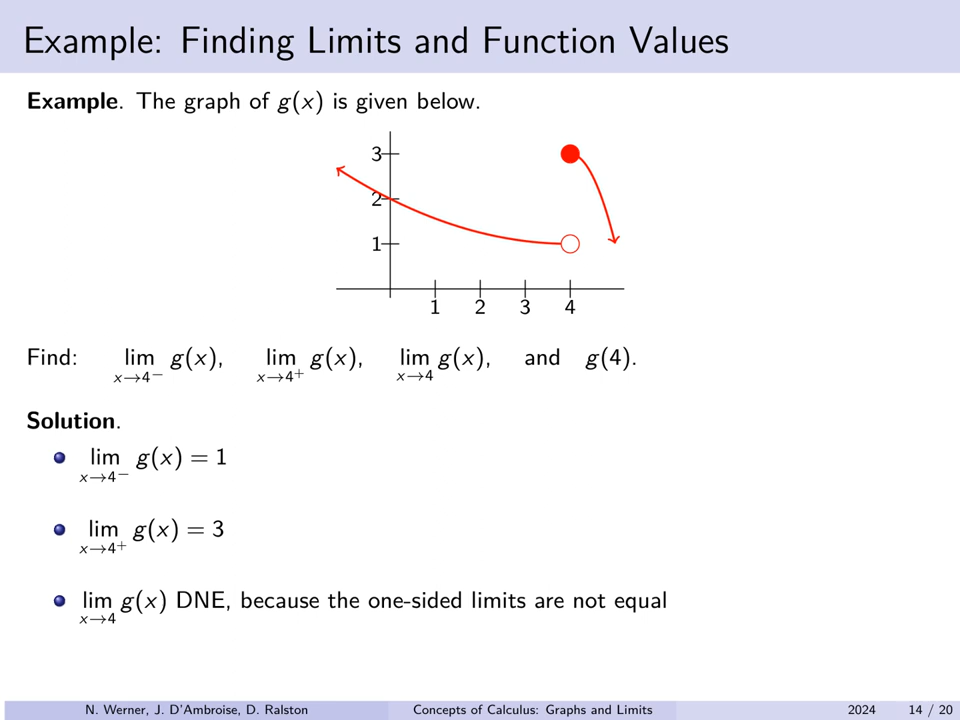 Example: Finding Limits and Function Values
Example. The graph of g(x) is given below.
3
2
1
1 2 3 4
Find: lim x→4⁻ g(x), lim x→4⁺ g(x), lim x→4 g(x), and g(4).
Solution.
lim x→4⁻ g(x) = 1
lim x→4⁺ g(x) = 3
lim x→4 g(x) DNE, because the one-sided limits are not equal
N. Werner, J. D'Ambroise, D. Ralston Concepts of Calculus: Graphs and Limits 2024 14 / 20